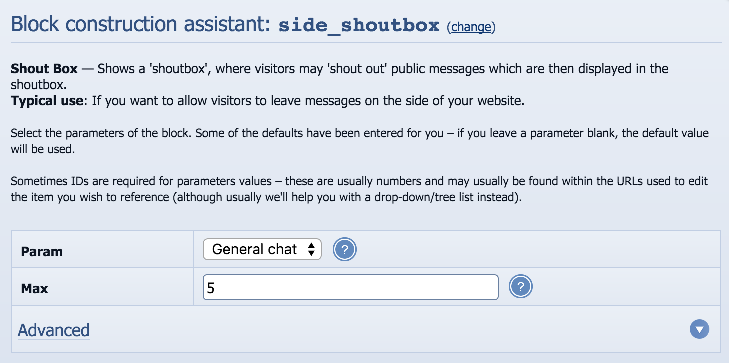 Block construction assistant: side_shoutbox (change)
Shout Box — Shows a 'shoutbox', where visitors may 'shout out' public messages which are then displayed in the
shoutbox.
Typical use: If you want to allow visitors to leave messages on the side of your website.
Select the parameters of the block. Some of the defaults have been entered for you – if you leave a parameter blank, the default value
will be used.
Sometimes IDs are required for parameters values – these are usually numbers and may usually be found within the URLs used to edit
the item you wish to reference (although usually we'll help you with a drop-down/tree list instead).
Param General chat ?
Max 5 ?
Advanced